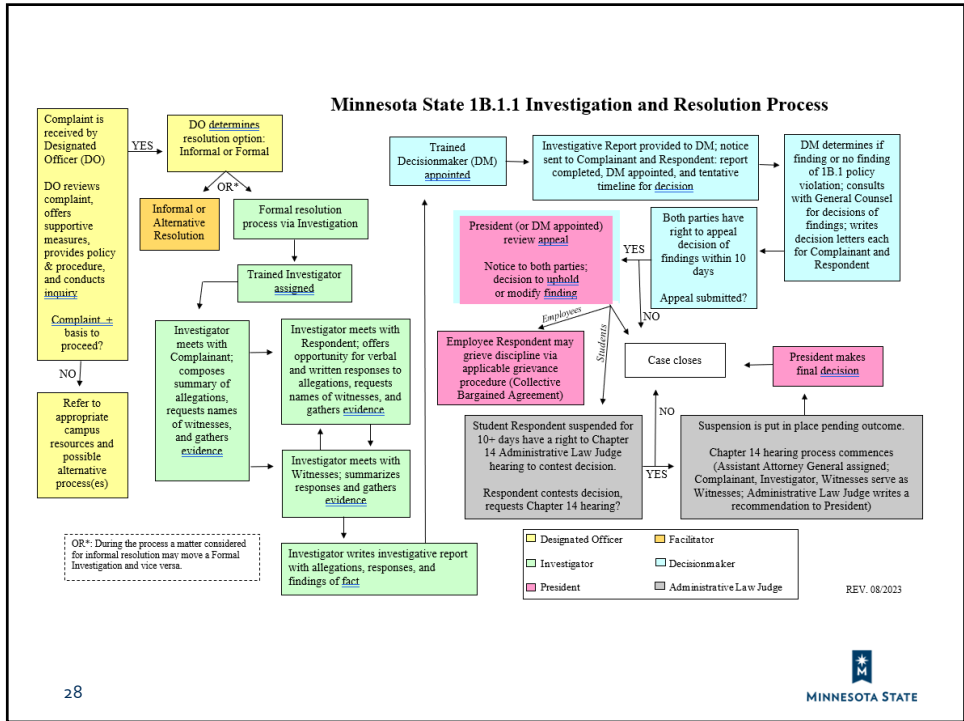 Minnesota State 1B.1.1 Investigation and Resolution Process
Complaint is
received by
Designated
Officer (DO)
DO reviews
complaint,
offers
supportive
measures,
provides policy
& procedure,
and conducts
inquiry
Complaint +
basis to
proceed?
YES
NO
Refer to
appropriate
campus
resources and
possible
alternative
process(es)
DO determines
resolution option:
Informal or Formal
OR*
Informal or
Alternative
Resolution
Formal resolution
process via Investigation
Trained Investigator
assigned
Investigator
meets with
Complainant;
composes
summary of
allegations,
requests names
of witnesses,
and gathers
evidence
Investigator meets with
Respondent; offers
opportunity for verbal
and written responses to
allegations, requests
names of witnesses, and
gathers evidence
Investigator meets with
Witnesses; summarizes
responses and gathers
evidence
Investigator writes investigative report
with allegations, responses, and
findings of fact
OR*: During the process a matter considered
for informal resolution may move a Formal
Investigation and vice versa.
Trained
Decisionmaker (DM)
appointed
Investigative Report provided to DM; notice
sent to Complainant and Respondent: report
completed, DM appointed, and tentative
timeline for decision
DM determines if
finding or no finding
of 1B.1 policy
violation; consults
with General Counsel
for decisions of
findings; writes
decision letters each
for Complainant and
Respondent
Both parties have
right to appeal
decision of
findings within 10
days
Appeal submitted?
YES
NO
President (or DM appointed)
review appeal
Notice to both parties;
decision to uphold
or modify finding
Employees
Students
Employee Respondent may
grieve discipline via
applicable grievance
procedure (Collective
Bargained Agreement)
Case closes
President makes
final decision
Student Respondent suspended for
10+ days have a right to Chapter
14 Administrative Law Judge
hearing to contest decision.
Respondent contests decision,
requests Chapter 14 hearing?
NO
YES
Suspension is put in place pending outcome.
Chapter 14 hearing process commences
(Assistant Attorney General assigned;
Complainant, Investigator, Witnesses serve as
Witnesses; Administrative Law Judge writes a
recommendation to President)
Designated Officer
Facilitator
Investigator
Decisionmaker
President
Administrative Law Judge
REV. 08/2023
28
M
MINNESOTA STATE